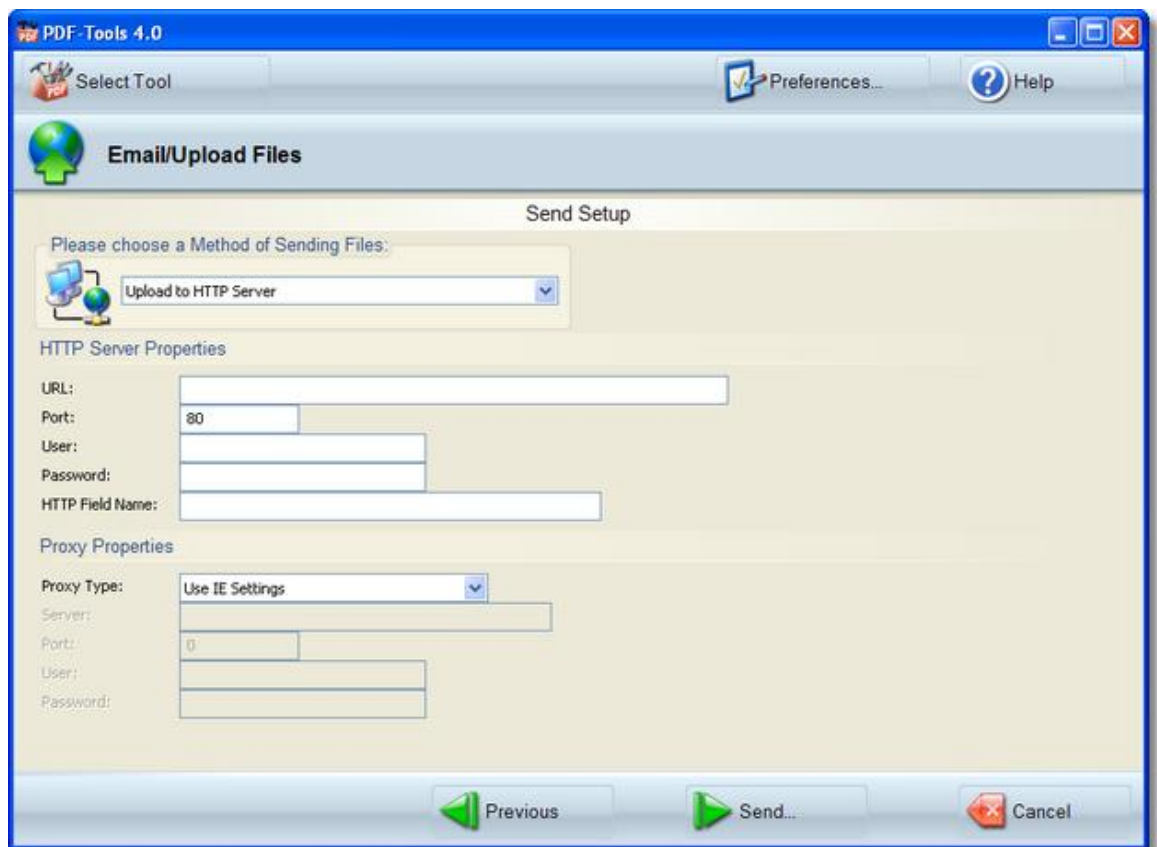 PDF-Tools 4.0
Select Tool
Preferences...
Help
Email/Upload Files
Send Setup
Please choose a Method of Sending Files:
Upload to HTTP Server
HTTP Server Properties
URL:
Port: 80
User:
Password:
HTTP Field Name:
Proxy Properties
Proxy Type: Use IE Settings
Server:
Port: 0
User:
Password:
Previous
Send...
Cancel